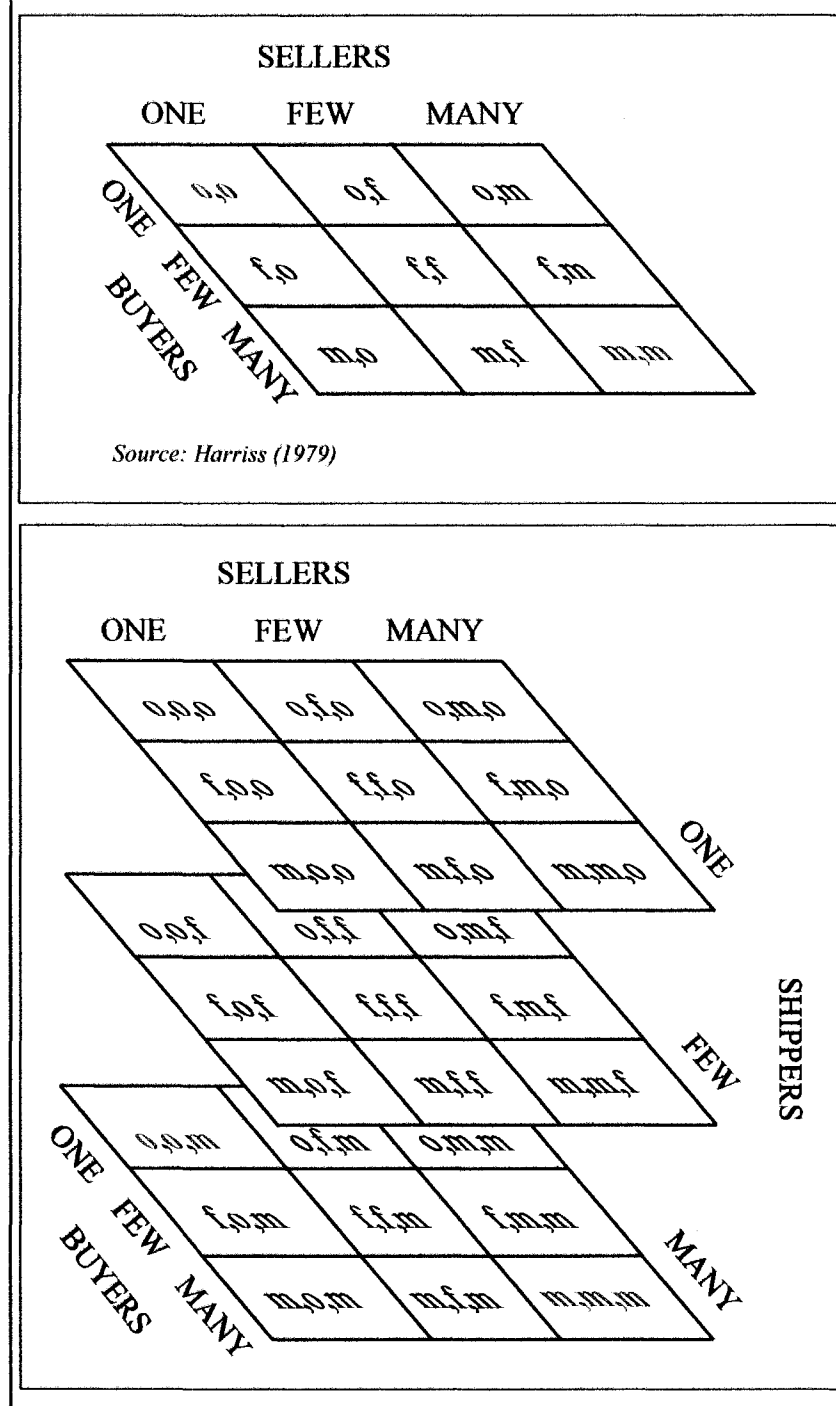 SELLERS
ONE FEW MANY
o,o o,f o,m
f,o f,f f,m
m,o m,f m,m
ONE FEW MANY
BUYERS
Source: Harriss (1979)
SELLERS
ONE FEW MANY
o,o,o o,f,o o,m,o
f,o,o f,f,o f,m,o
m,o,o m,f,o m,m,o
ONE
o,o,f o,f,f o,m,f
f,o,f f,f,f f,m,f
m,o,f m,f,f m,m,f
FEW
SHIPPERS
o,o,m o,f,m o,m,m
f,o,m f,f,m f,m,m
m,o,m m,f,m m,m,m
MANY
ONE FEW MANY
BUYERS